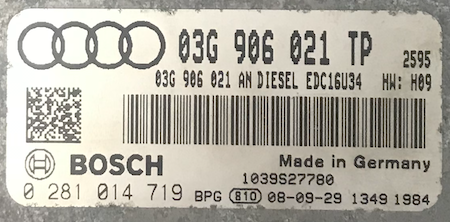 03G 906 021 TP 2595
03G 906 021 AN DIESEL EDC16U34 HW: H09
BOSCH Made in Germany
1039S27780
0 281 014 719 BPG 810 08-09-29 1349 1984